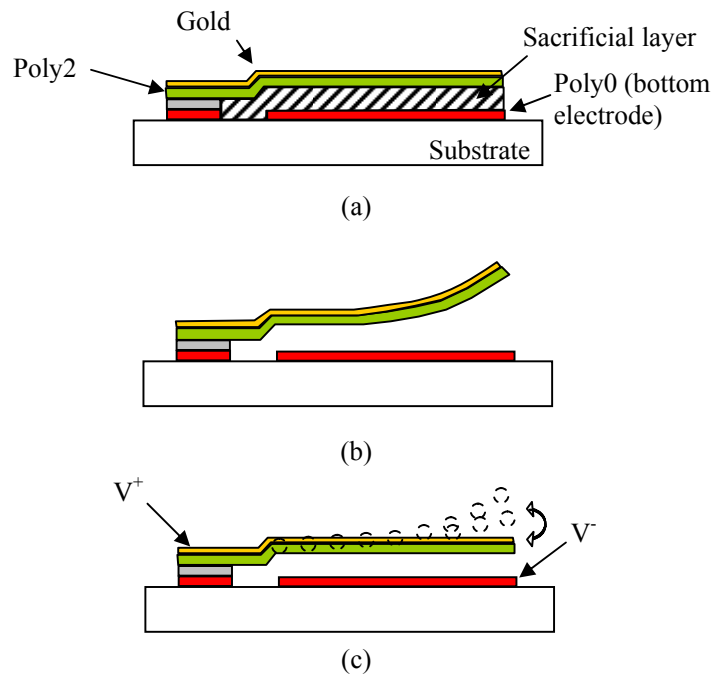 Gold
Sacrificial layer
Poly2
Poly0 (bottom
electrode)
Substrate
(a)
(b)
V⁺
V⁻
(c)